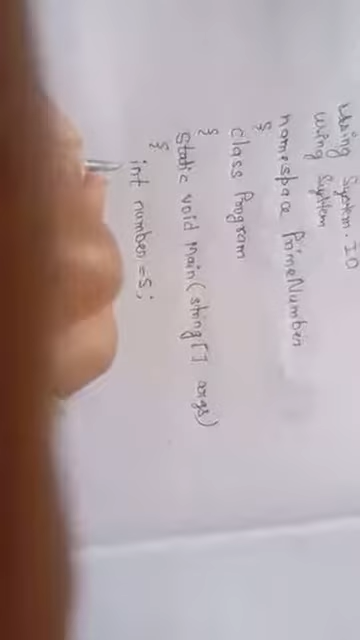 using System.IO
using System
namespace PrimeNumber
{
class Program
{
static void main(string[] args)
{
int number = 5;